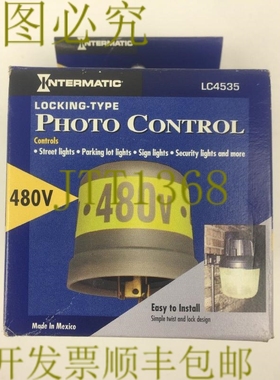 图必究
INTERMATIC®
LC4535
LOCKING-TYPE
PHOTO CONTROL
Controls
• Street lights • Parking lot lights • Sign lights • Security lights and more
480V
480V
JTT1368
Easy to Install
Simple twist and lock design
Made in Mexico
开发票顺丰包邮